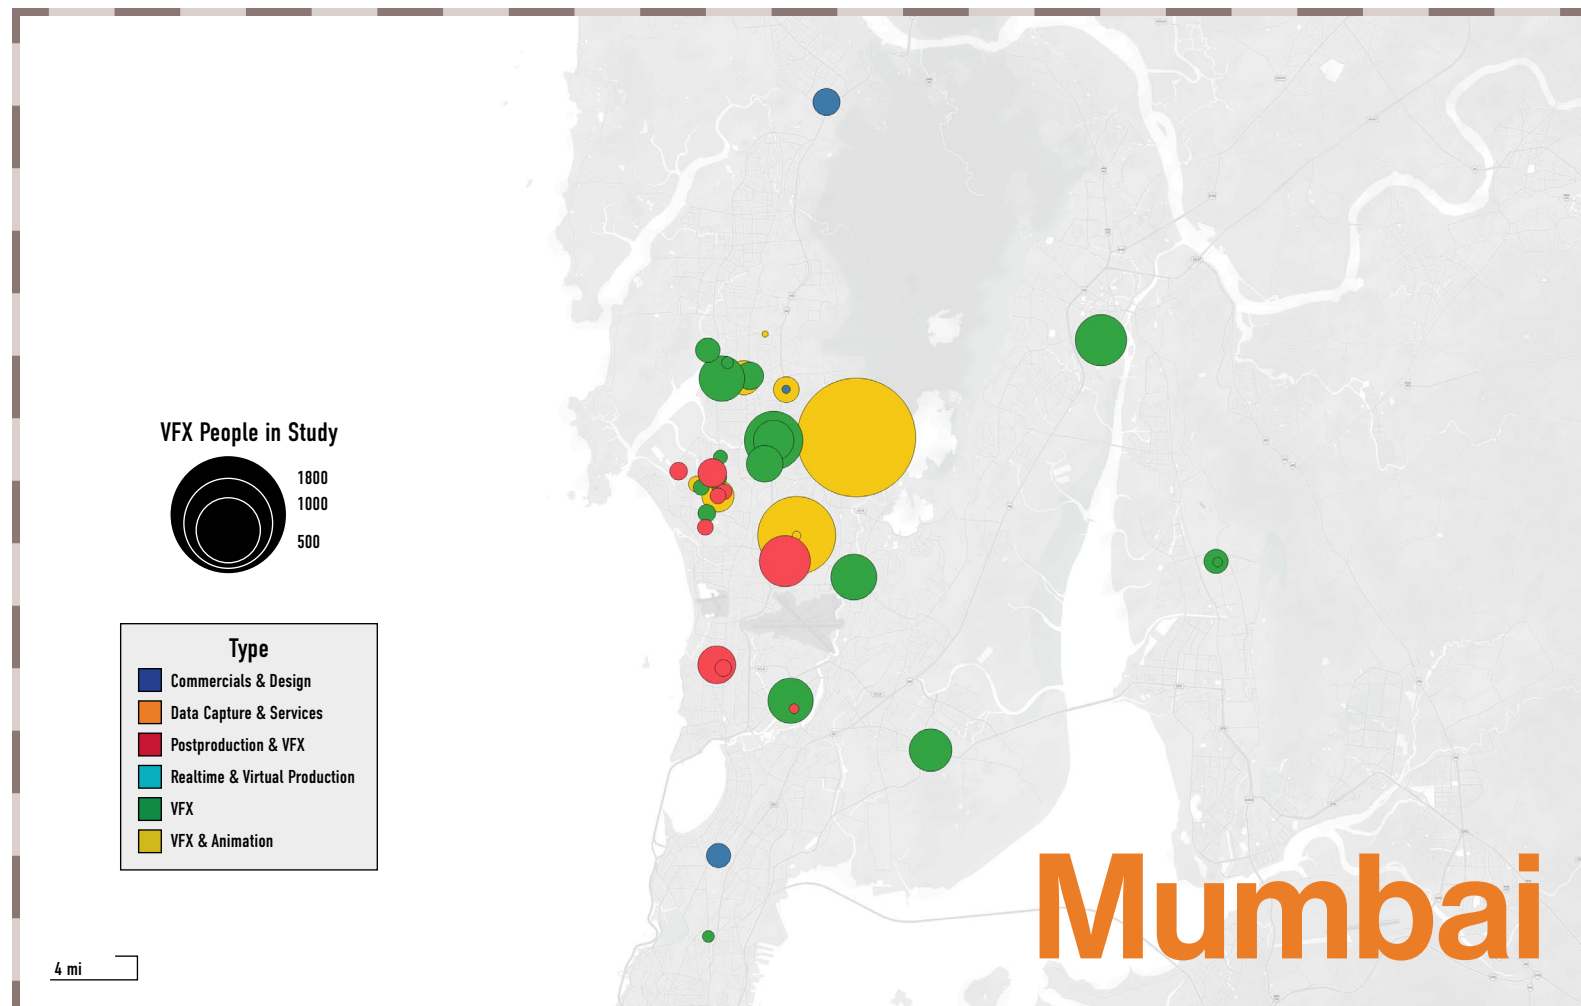 VFX People in Study
1800
1000
500
Type
Commercials & Design
Data Capture & Services
Postproduction & VFX
Realtime & Virtual Production
VFX
VFX & Animation
Mumbai
4 mi